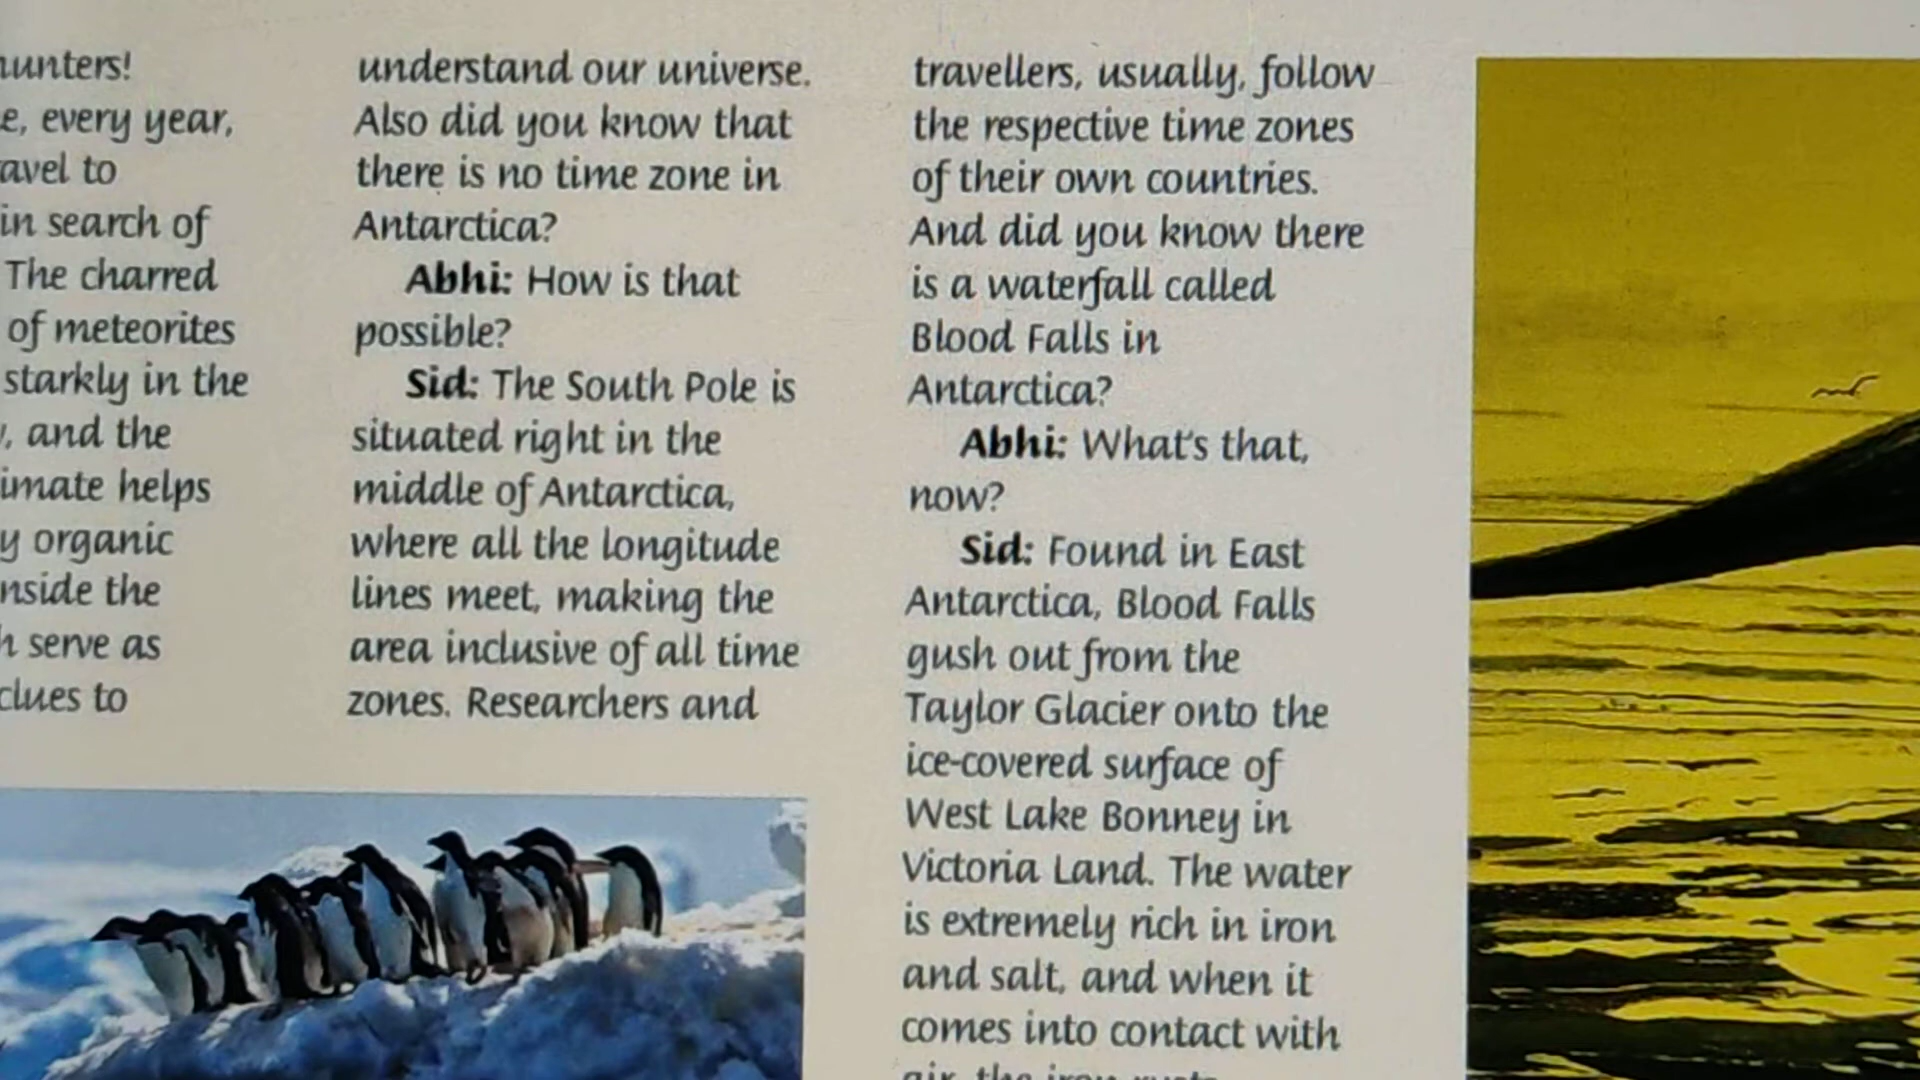 hunters!
every year,
to
in search of
The charred
of meteorites
starkly in the
and the
helps
organic
the
serve as
clues to
understand our universe.
Also did you know that
there is no time zone in
Antarctica?
Abhi: How is that
possible?
Sid: The South Pole is
situated right in the
middle of Antarctica,
where all the longitude
lines meet, making the
area inclusive of all time
zones. Researchers and
travellers, usually, follow
the respective time zones
of their own countries.
And did you know there
is a waterfall called
Blood Falls in
Antarctica?
Abhi: What's that,
now?
Sid: Found in East
Antarctica, Blood Falls
gush out from the
Taylor Glacier onto the
ice-covered surface of
West Lake Bonney in
Victoria Land. The water
is extremely rich in iron
and salt, and when it
comes into contact with